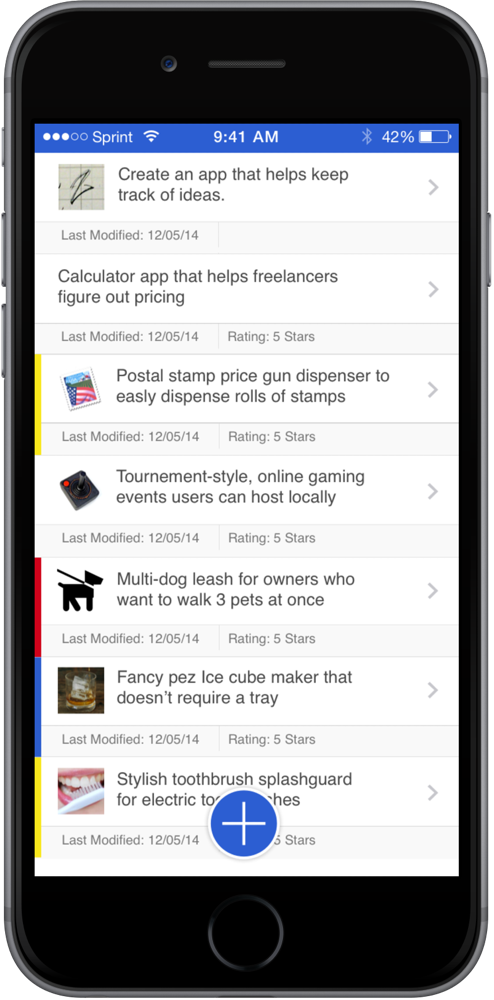 Sprint 9:41 AM 42%
Create an app that helps keep
track of ideas.
Last Modified: 12/05/14
Calculator app that helps freelancers
figure out pricing
Last Modified: 12/05/14 Rating: 5 Stars
Postal stamp price gun dispenser to
easly dispense rolls of stamps
Last Modified: 12/05/14 Rating: 5 Stars
Tournement-style, online gaming
events users can host locally
Last Modified: 12/05/14 Rating: 5 Stars
Multi-dog leash for owners who
want to walk 3 pets at once
Last Modified: 12/05/14 Rating: 5 Stars
Fancy pez Ice cube maker that
doesn't require a tray
Last Modified: 12/05/14 Rating: 5 Stars
Stylish toothbrush splashguard
for electric
Last Modified: 12/05/14 5 Stars